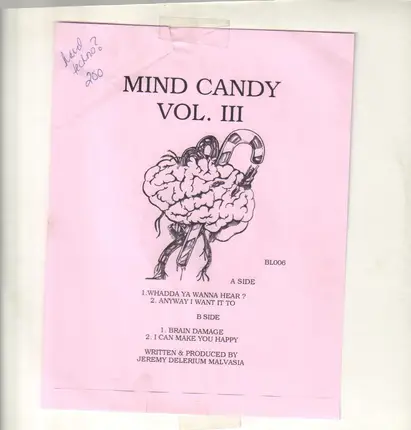 hard
techno?
200
MIND CANDY
VOL. III
BL006
A SIDE
1.WHADDA YA WANNA HEAR ?
2. ANYWAY I WANT IT TO
B SIDE
1. BRAIN DAMAGE
2. I CAN MAKE YOU HAPPY
WRITTEN & PRODUCED BY
JEREMY DELERIUM MALVASIA